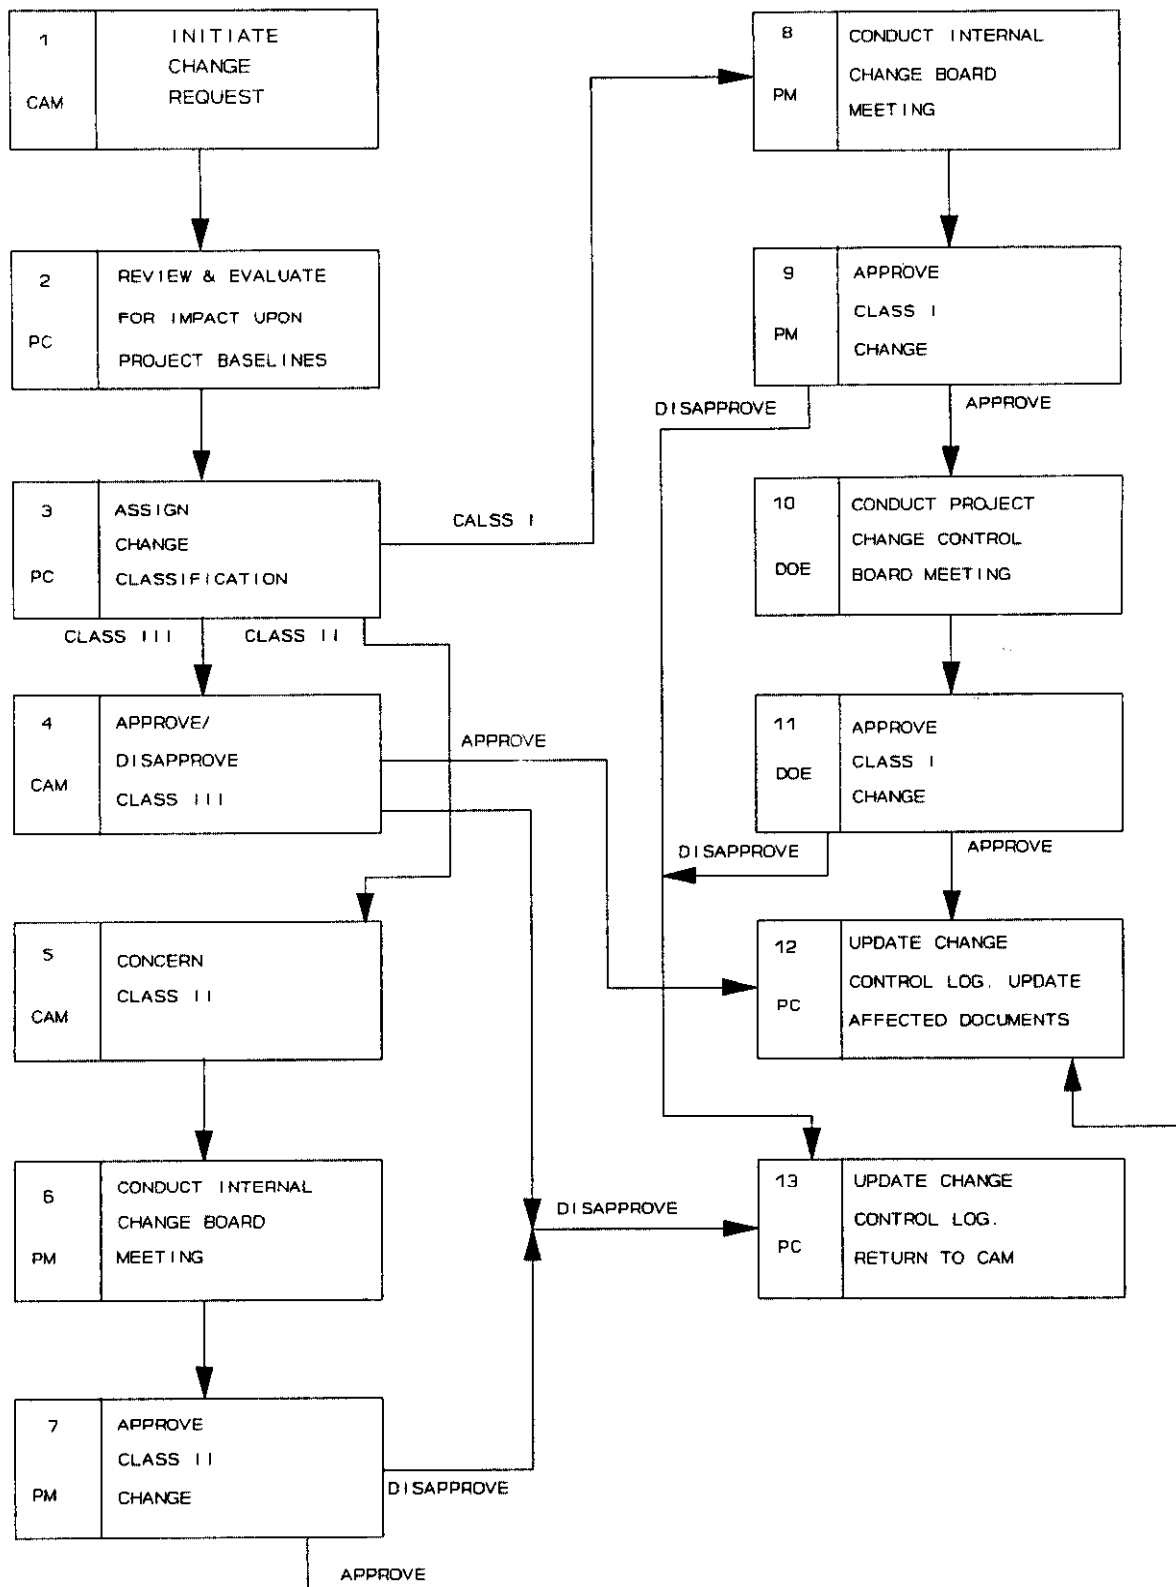 1
CAM
INITIATE
CHANGE
REQUEST
2
PC
REVIEW & EVALUATE
FOR IMPACT UPON
PROJECT BASELINES
3
PC
ASSIGN
CHANGE
CLASSIFICATION
CALSS I
CLASS III
CLASS II
4
CAM
APPROVE/
DISAPPROVE
CLASS III
APPROVE
5
CAM
CONCERN
CLASS II
6
PM
CONDUCT INTERNAL
CHANGE BOARD
MEETING
7
PM
APPROVE
CLASS II
CHANGE
DISAPPROVE
APPROVE
8
PM
CONDUCT INTERNAL
CHANGE BOARD
MEETING
9
PM
APPROVE
CLASS I
CHANGE
DISAPPROVE
APPROVE
10
DOE
CONDUCT PROJECT
CHANGE CONTROL
BOARD MEETING
11
DOE
APPROVE
CLASS I
CHANGE
DISAPPROVE
APPROVE
12
PC
UPDATE CHANGE
CONTROL LOG. UPDATE
AFFECTED DOCUMENTS
DISAPPROVE
13
PC
UPDATE CHANGE
CONTROL LOG.
RETURN TO CAM